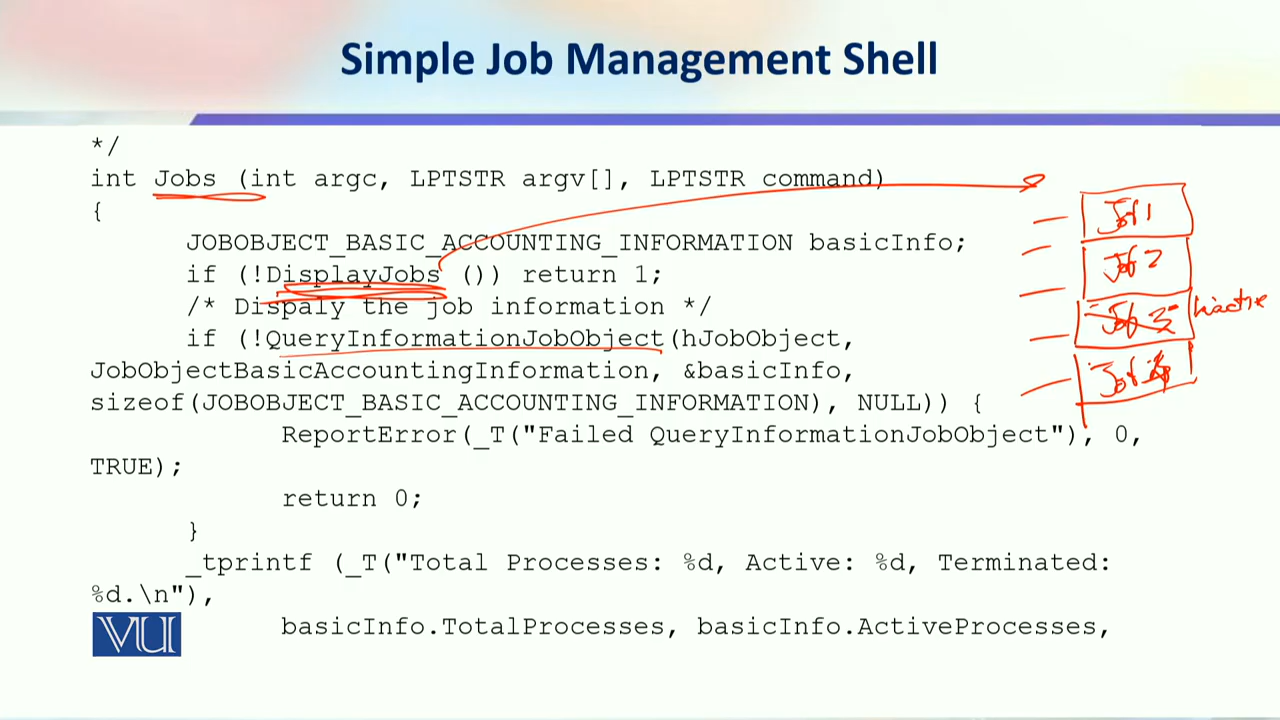 Simple Job Management Shell
*/
int Jobs (int argc, LPTSTR argv[], LPTSTR command)
{
JOBOBJECT_BASIC_ACCOUNTING_INFORMATION basicInfo;
if (!DisplayJobs ()) return 1;
/* Dispaly the job information */
if (!QueryInformationJobObject(hJobObject,
JobObjectBasicAccountingInformation, &basicInfo,
sizeof(JOBOBJECT_BASIC_ACCOUNTING_INFORMATION), NULL)) {
ReportError(_T("Failed QueryInformationJobObject"), 0,
TRUE);
return 0;
}
_tprintf (_T("Total Processes: %d, Active: %d, Terminated:
%d.\n"),
basicInfo.TotalProcesses, basicInfo.ActiveProcesses,
VU
Job 1
Job 2
Job 3
Job